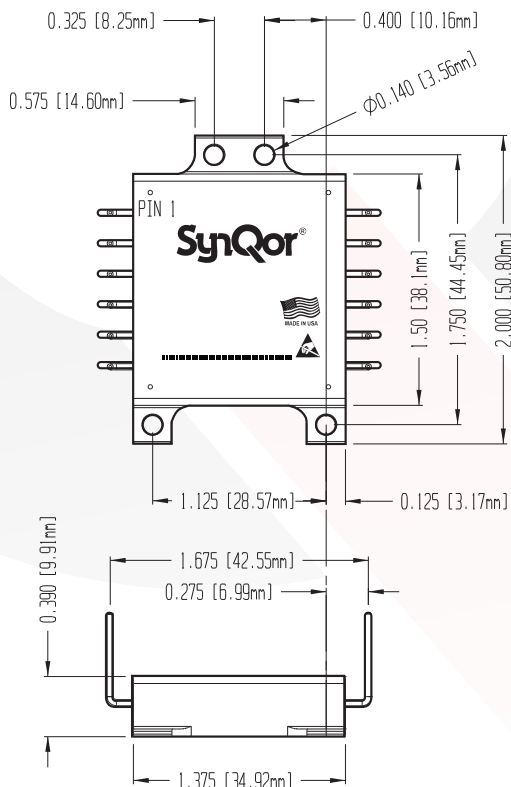 0.325 [8.25mm]
0.400 [10.16mm]
0.575 [14.60mm]
Ø0.140 [3.56mm]
PIN 1
SynQor®
MADE IN USA
1.50 [38.1mm]
1.750 [44.45mm]
2.000 [50.80mm]
1.125 [28.57mm]
0.125 [3.17mm]
1.675 [42.55mm]
0.275 [6.99mm]
0.390 [9.91mm]
1.375 [34.92mm]